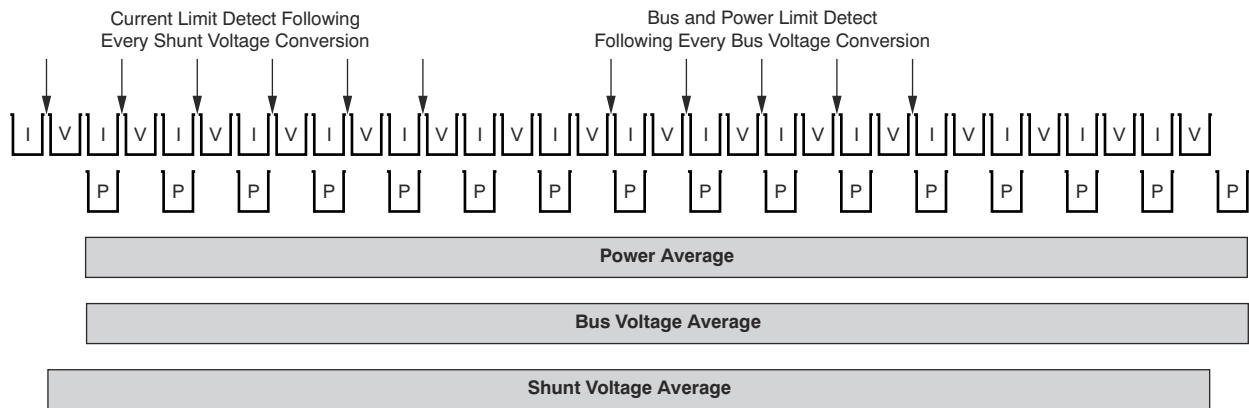 Current Limit Detect Following
Every Shunt Voltage Conversion
Bus and Power Limit Detect
Following Every Bus Voltage Conversion
I V I V I V I V I V I V I V I V I V I V I V I V I V I V I V I V
P P P P P P P P P P P P P P P P
Power Average
Bus Voltage Average
Shunt Voltage Average